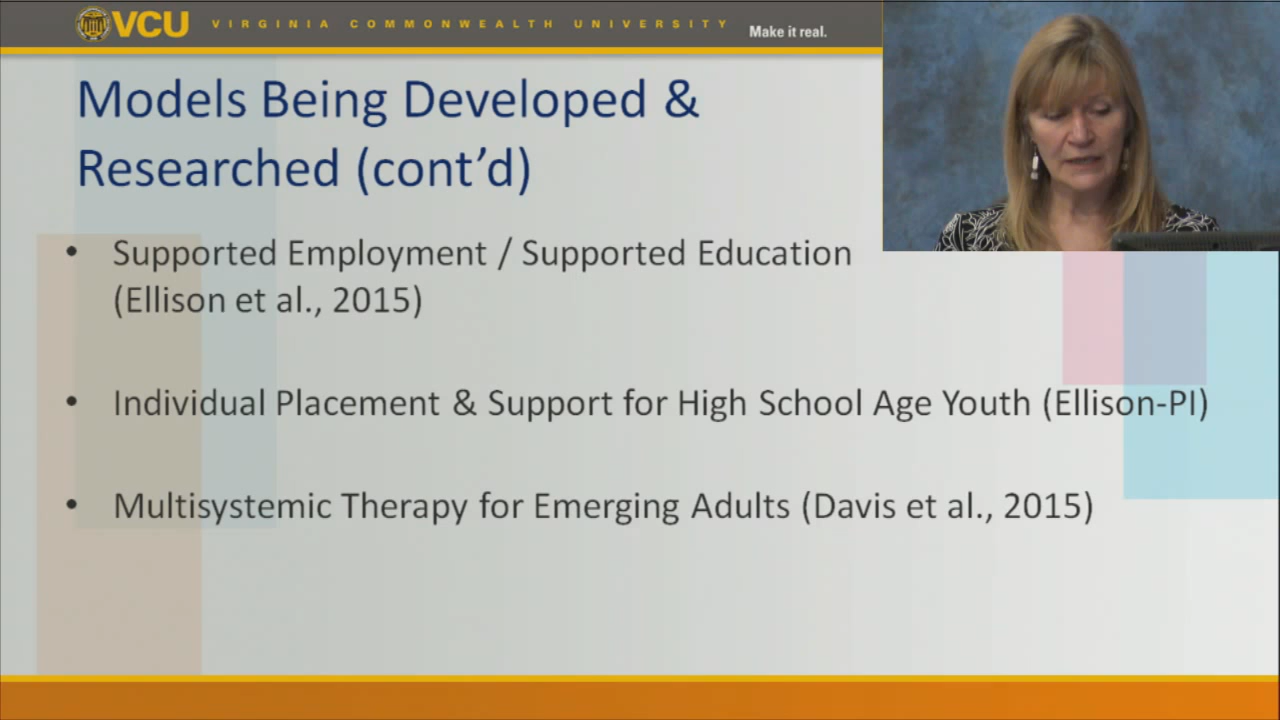 VCU VIRGINIA COMMONWEALTH UNIVERSITY Make it real.
Models Being Developed &
Researched (cont’d)
• Supported Employment / Supported Education
(Ellison et al., 2015)
• Individual Placement & Support for High School Age Youth (Ellison-PI)
• Multisystemic Therapy for Emerging Adults (Davis et al., 2015)